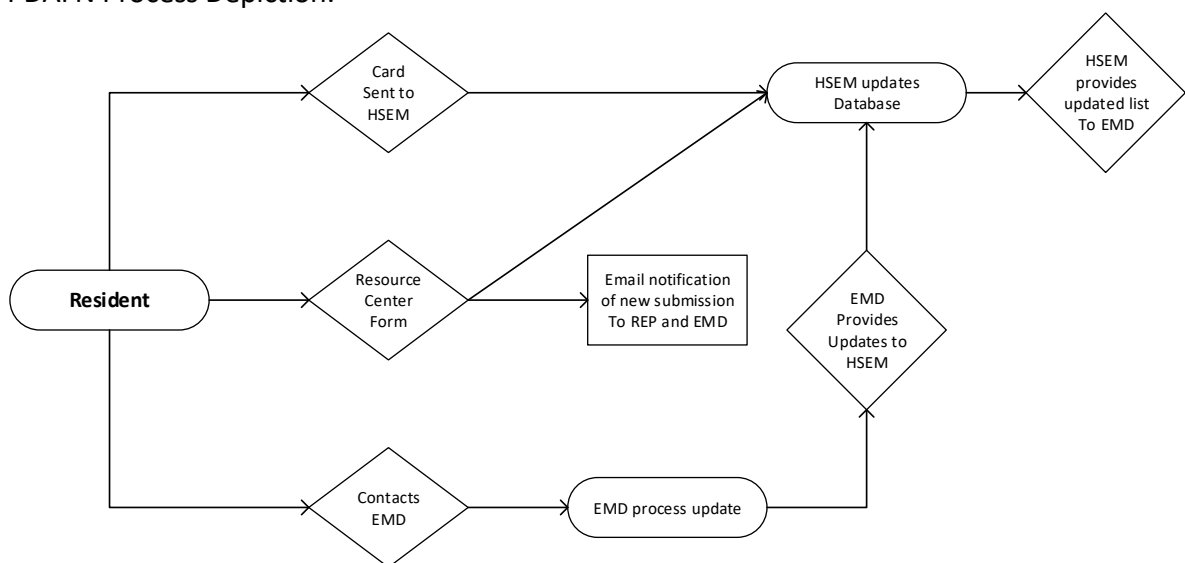 Card
Sent to
HSEM
HSEM updates
Database
HSEM
provides
updated list
To EMD
Resident
Resource
Center
Form
Email notification
of new submission
To REP and EMD
EMD
Provides
Updates to
HSEM
Contacts
EMD
EMD process update